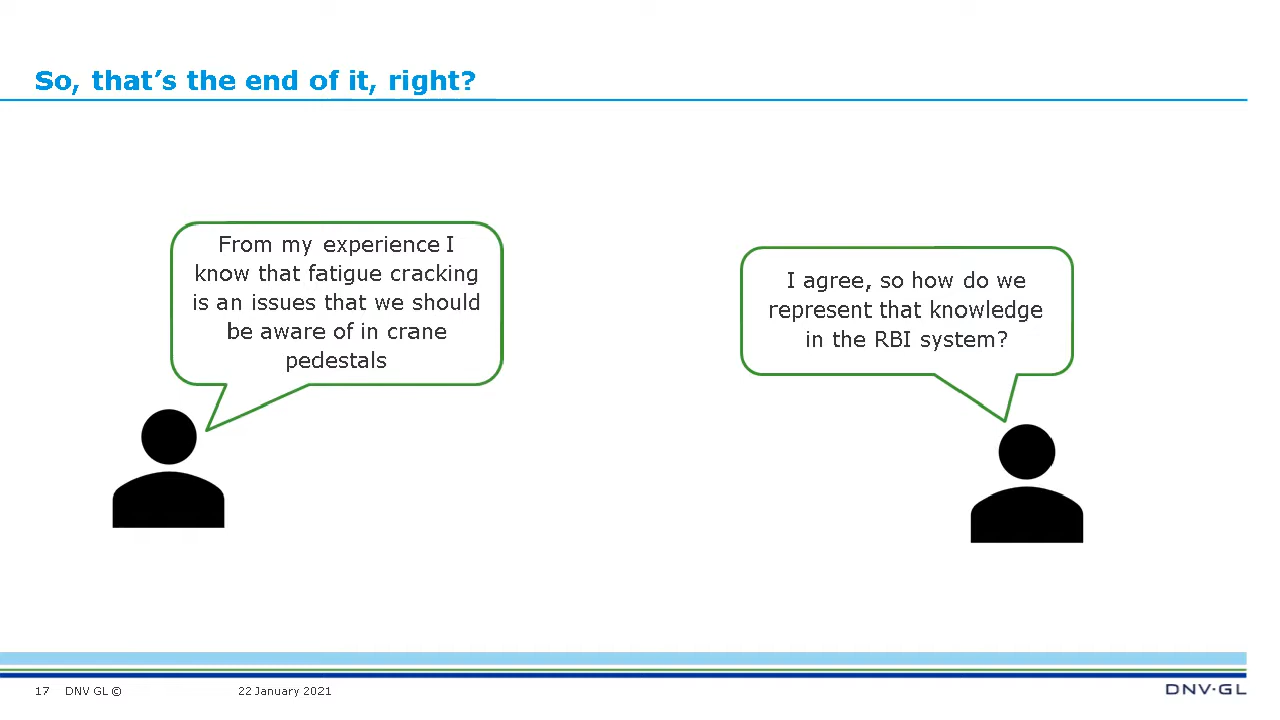 So, that's the end of it, right?
From my experience I
know that fatigue cracking
is an issues that we should
be aware of in crane
pedestals
I agree, so how do we
represent that knowledge
in the RBI system?
17 DNV GL © 22 January 2021
DNV·GL